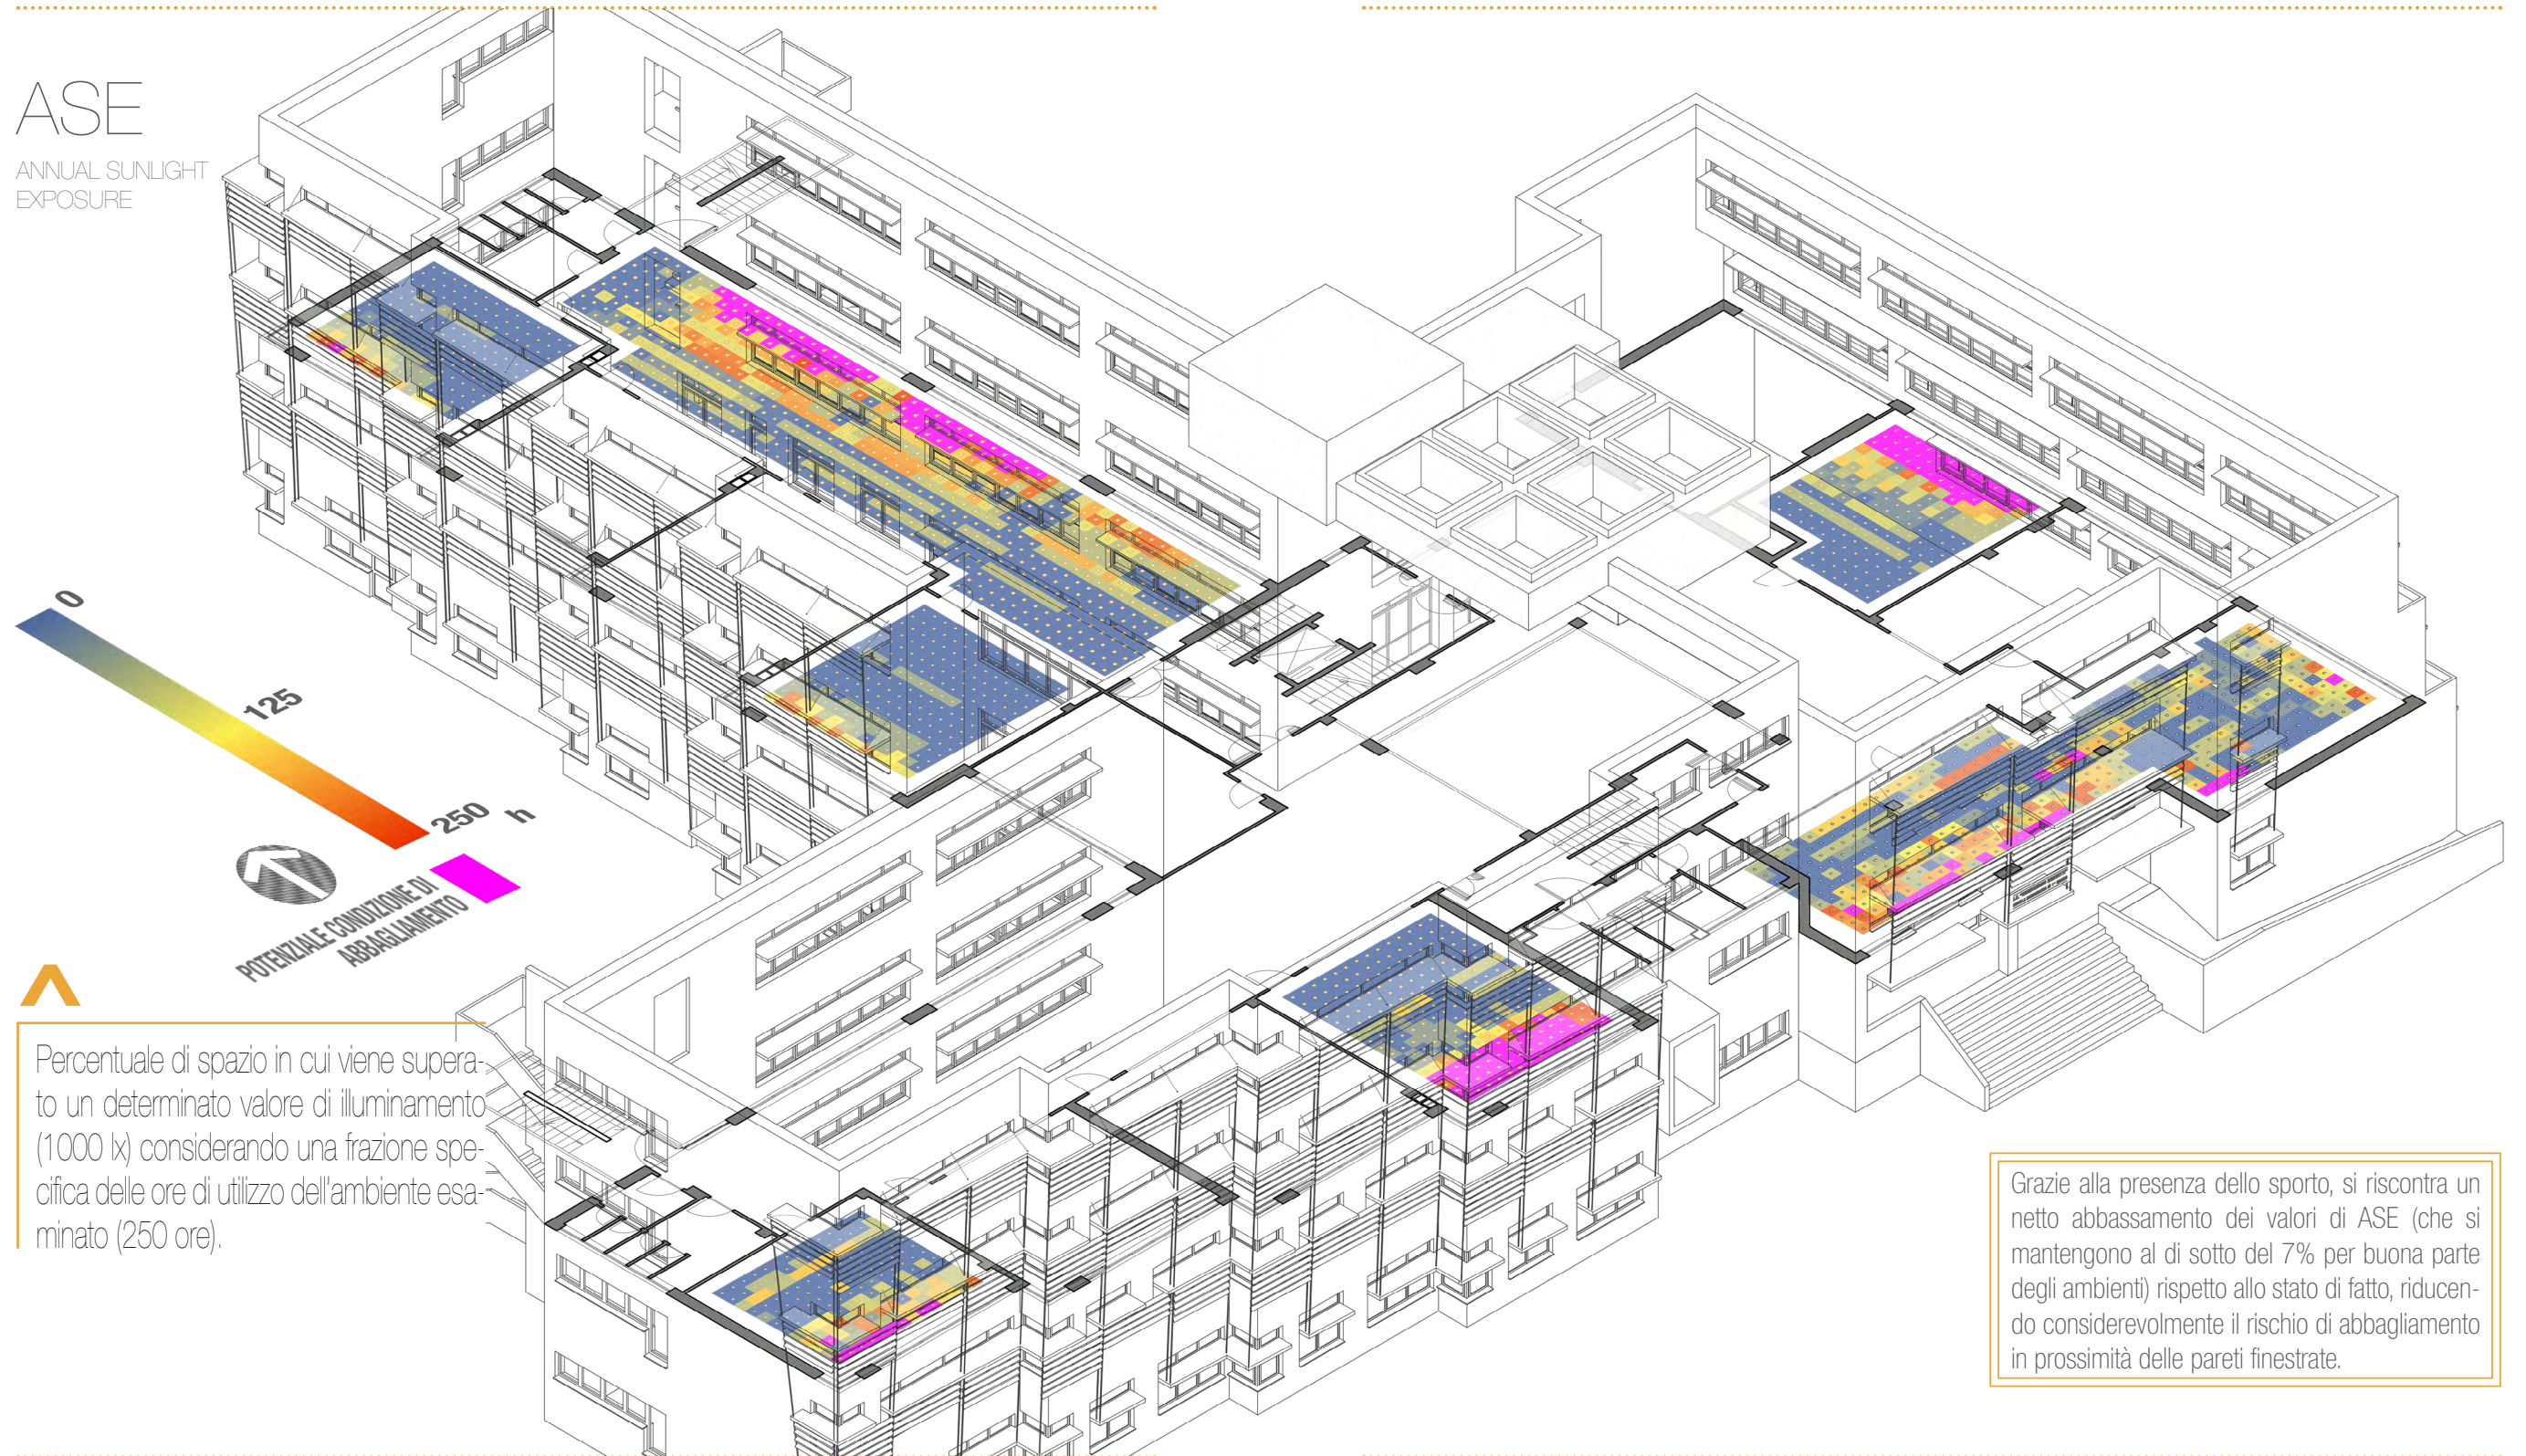 ASE
ANNUAL SUNLIGHT
EXPOSURE
0
125
250 h
POTENZIALE CONDIZIONE DI
ABBAGLIAMENTO
Percentuale di spazio in cui viene supera-
to un determinato valore di illuminamento
(1000 lx) considerando una frazione spe-
cifica delle ore di utilizzo dell'ambiente esa-
minato (250 ore).
Grazie alla presenza dello sporto, si riscontra un
netto abbassamento dei valori di ASE (che si
mantengono al di sotto del 7% per buona parte
degli ambienti) rispetto allo stato di fatto, riducen-
do considerevolmente il rischio di abbagliamento
in prossimità delle pareti finestrate.